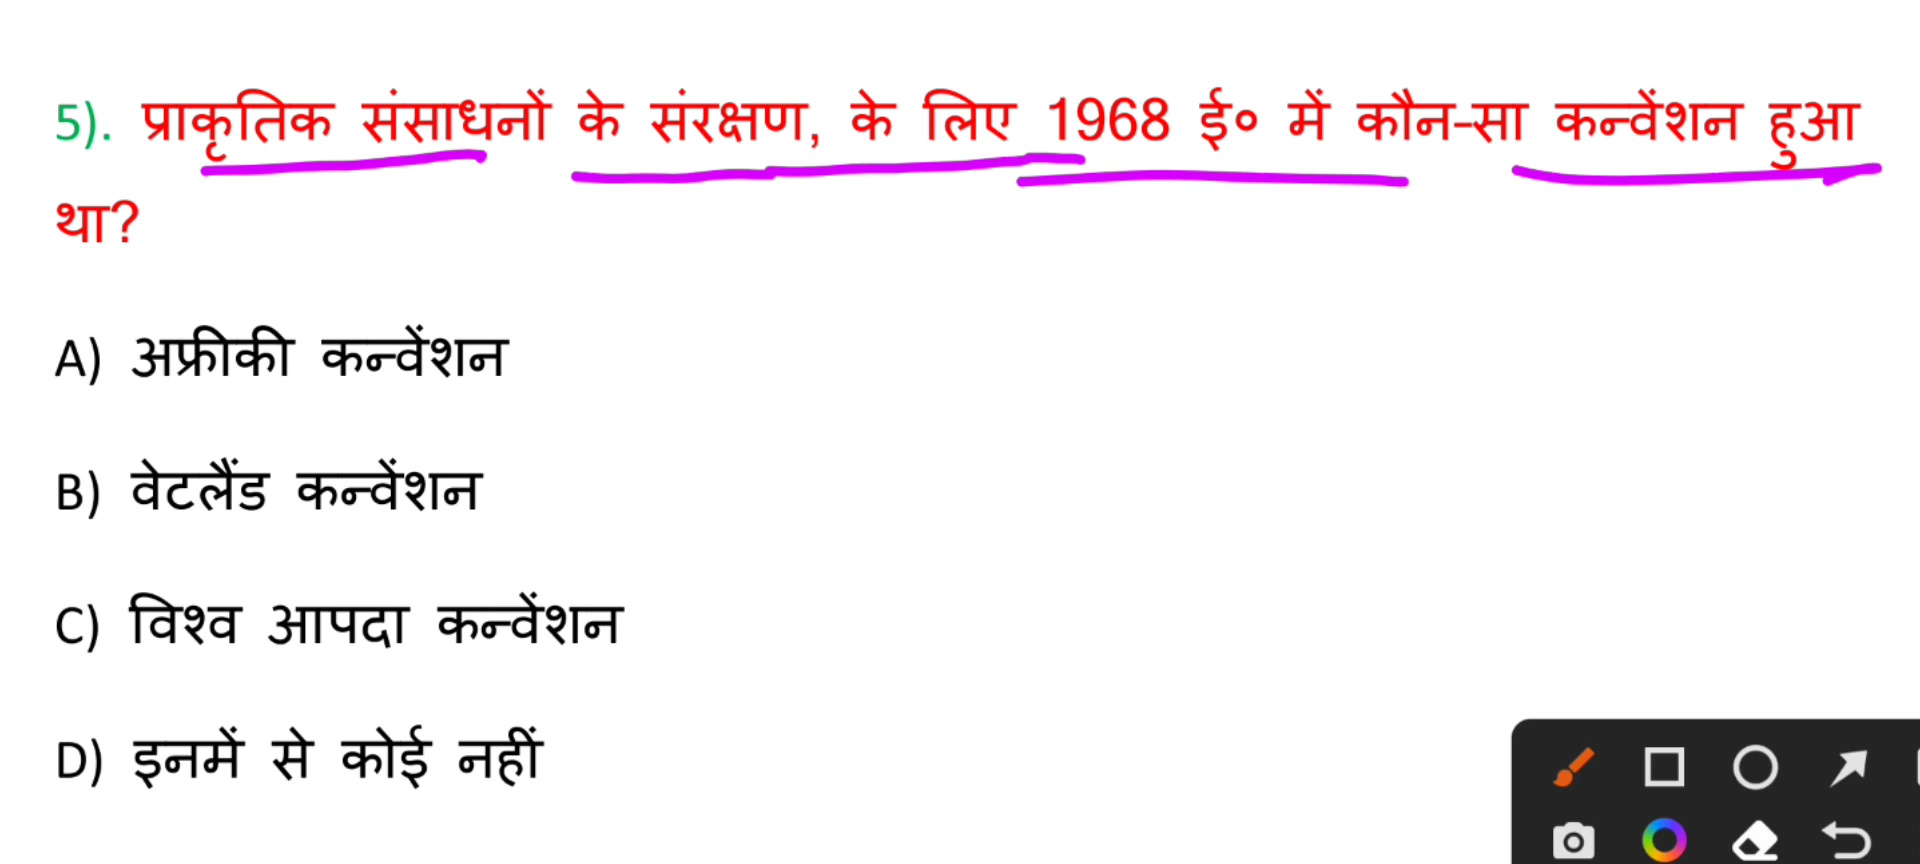 5). प्राकृतिक संसाधनों के संरक्षण, के लिए 1968 ई० में कौन-सा कन्वेंशन हुआ
था?
A) अफ्रीकी कन्वेंशन
B) वेटलैंड कन्वेंशन
C) विश्व आपदा कन्वेंशन
D) इनमें से कोई नहीं